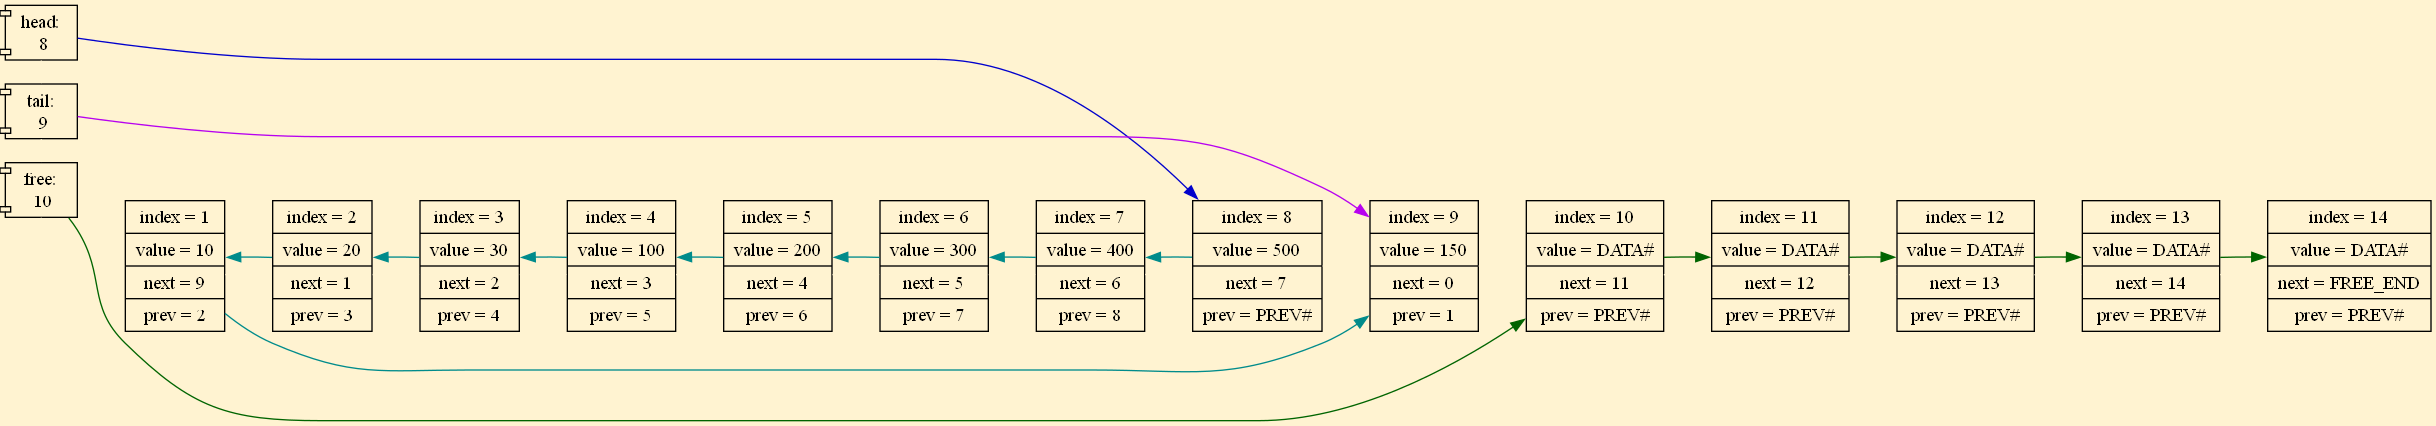 head:
8
tail:
9
free:
10
index = 1
value = 10
next = 9
prev = 2
index = 2
value = 20
next = 1
prev = 3
index = 3
value = 30
next = 2
prev = 4
index = 4
value = 100
next = 3
prev = 5
index = 5
value = 200
next = 4
prev = 6
index = 6
value = 300
next = 5
prev = 7
index = 7
value = 400
next = 6
prev = 8
index = 8
value = 500
next = 7
prev = PREV#
index = 9
value = 150
next = 0
prev = 1
index = 10
value = DATA#
next = 11
prev = PREV#
index = 11
value = DATA#
next = 12
prev = PREV#
index = 12
value = DATA#
next = 13
prev = PREV#
index = 13
value = DATA#
next = 14
prev = PREV#
index = 14
value = DATA#
next = FREE_END
prev = PREV#